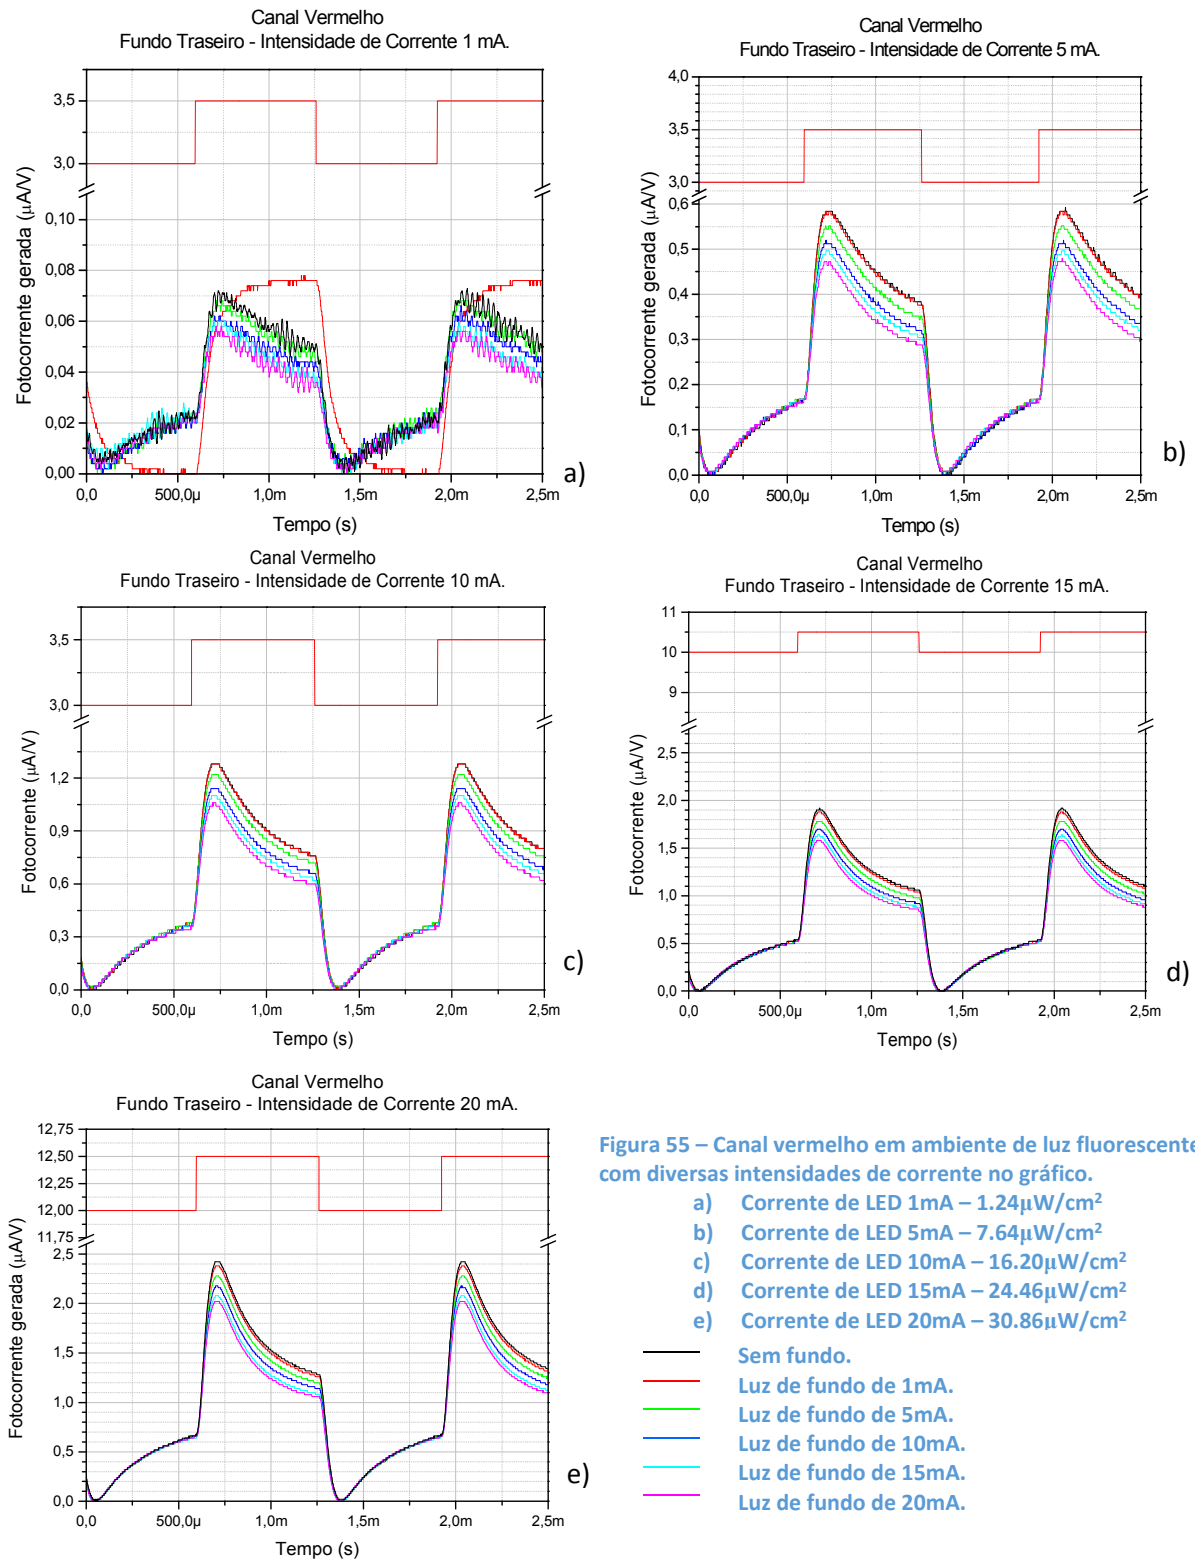 Canal Vermelho
Fundo Traseiro - Intensidade de Corrente 1 mA.
3,5
3,0
0,10
0,08
0,06
0,04
0,02
0,00
Fotocorrente gerada (µA/V)
0,0 500,0µ 1,0m 1,5m 2,0m 2,5m
Tempo (s)
a)
Canal Vermelho
Fundo Traseiro - Intensidade de Corrente 5 mA.
4,0
3,5
3,0
0,6
0,5
0,4
0,3
0,2
0,1
0,0
Fotocorrente gerada (µA/V)
0,0 500,0µ 1,0m 1,5m 2,0m 2,5m
Tempo (s)
b)
Canal Vermelho
Fundo Traseiro - Intensidade de Corrente 10 mA.
3,5
3,0
1,2
0,9
0,6
0,3
0,0
Fotocorrente (µA/V)
0,0 500,0µ 1,0m 1,5m 2,0m 2,5m
Tempo (s)
c)
Canal Vermelho
Fundo Traseiro - Intensidade de Corrente 15 mA.
11
10
9
2,5
2,0
1,5
1,0
0,5
0,0
Fotocorrente (µA/V)
0,0 500,0µ 1,0m 1,5m 2,0m 2,5m
Tempo (s)
d)
Canal Vermelho
Fundo Traseiro - Intensidade de Corrente 20 mA.
12,75
12,50
12,25
12,00
11,75
2,5
2,0
1,5
1,0
0,5
0,0
Fotocorrente gerada (µA/V)
0,0 500,0µ 1,0m 1,5m 2,0m 2,5m
Tempo (s)
e)
Figura 55 – Canal vermelho em ambiente de luz fluorescente
com diversas intensidades de corrente no gráfico.
a) Corrente de LED 1mA – 1.24µW/cm²
b) Corrente de LED 5mA – 7.64µW/cm²
c) Corrente de LED 10mA – 16.20µW/cm²
d) Corrente de LED 15mA – 24.46µW/cm²
e) Corrente de LED 20mA – 30.86µW/cm²
Sem fundo.
Luz de fundo de 1mA.
Luz de fundo de 5mA.
Luz de fundo de 10mA.
Luz de fundo de 15mA.
Luz de fundo de 20mA.